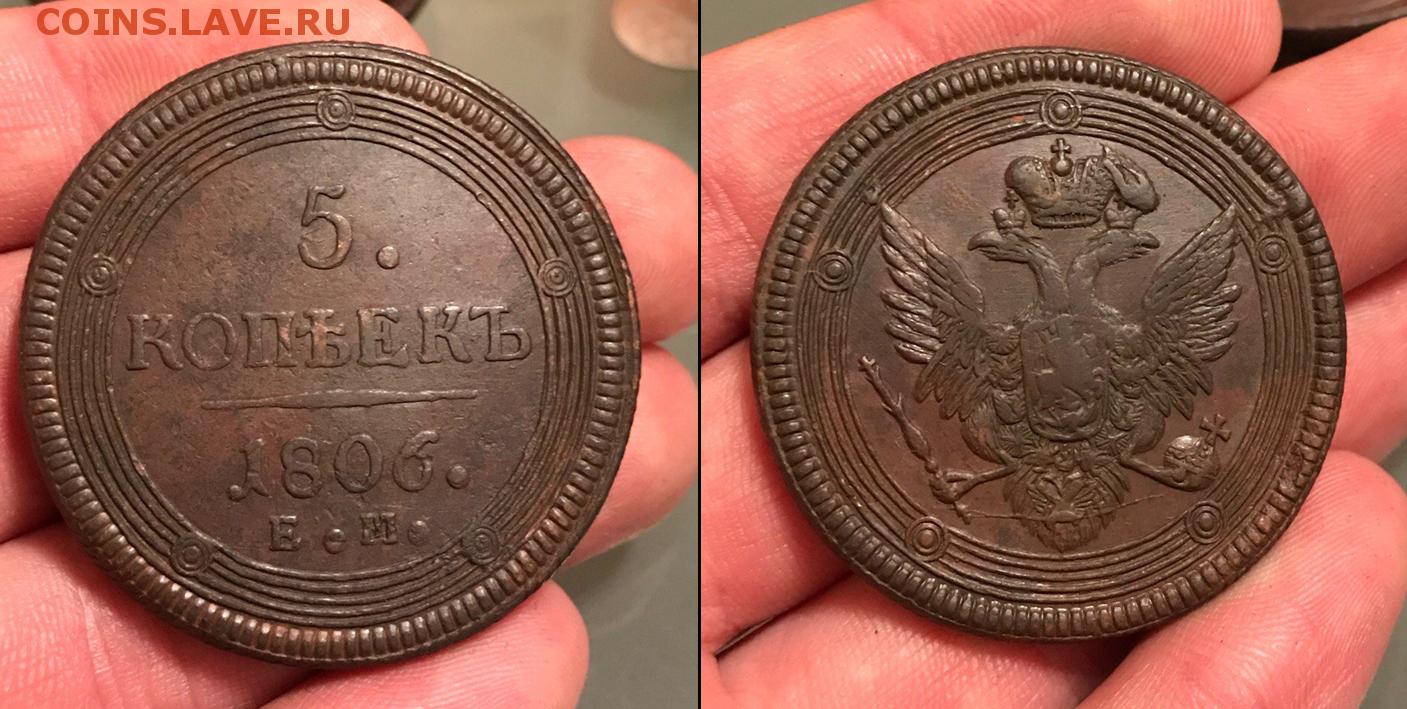 COINS.LAVE.RU
5.
КОПѢЕКЪ
1806.
Е.М.